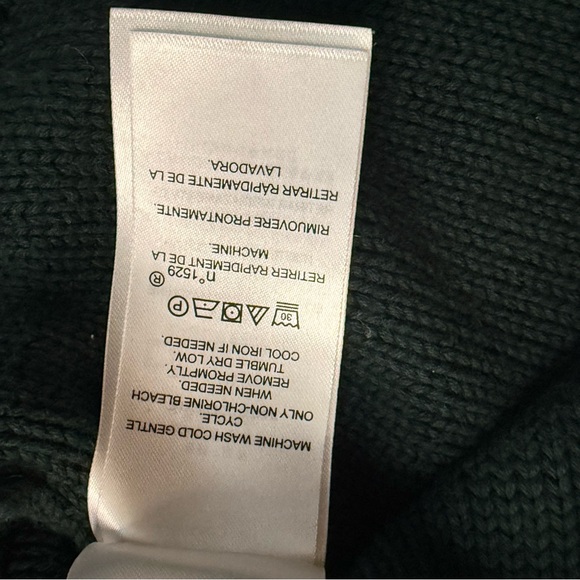 MACHINE WASH COLD GENTLE
CYCLE.
ONLY NON-CHLORINE BLEACH
WHEN NEEDED.
REMOVE PROMPTLY.
TUMBLE DRY LOW.
COOL IRON IF NEEDED.
30 P
n° 1529 ®
RETIRER RAPIDEMENT DE LA
MACHINE.
RIMUOVERE PRONTAMENTE.
RETIRAR RÁPIDAMENTE DE LA
LAVADORA.